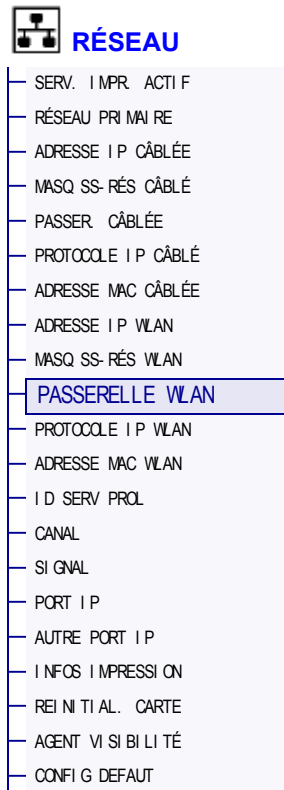 RÉSEAU
SERV. IMPR. ACTIF
RÉSEAU PRIMAIRE
ADRESSE IP CÂBLÉE
MASQ SS-RÉS CÂBLÉ
PASSER. CÂBLÉE
PROTOCOLE IP CÂBLÉ
ADRESSE MAC CÂBLÉE
ADRESSE IP WLAN
MASQ SS-RÉS WLAN
PASSERELLE WLAN
PROTOCOLE IP WLAN
ADRESSE MAC WLAN
ID SERV PROL
CANAL
SIGNAL
PORT IP
AUTRE PORT IP
INFOS IMPRESSION
REINITIAL. CARTE
AGENT VISIBILITÉ
CONFIG DEFAUT